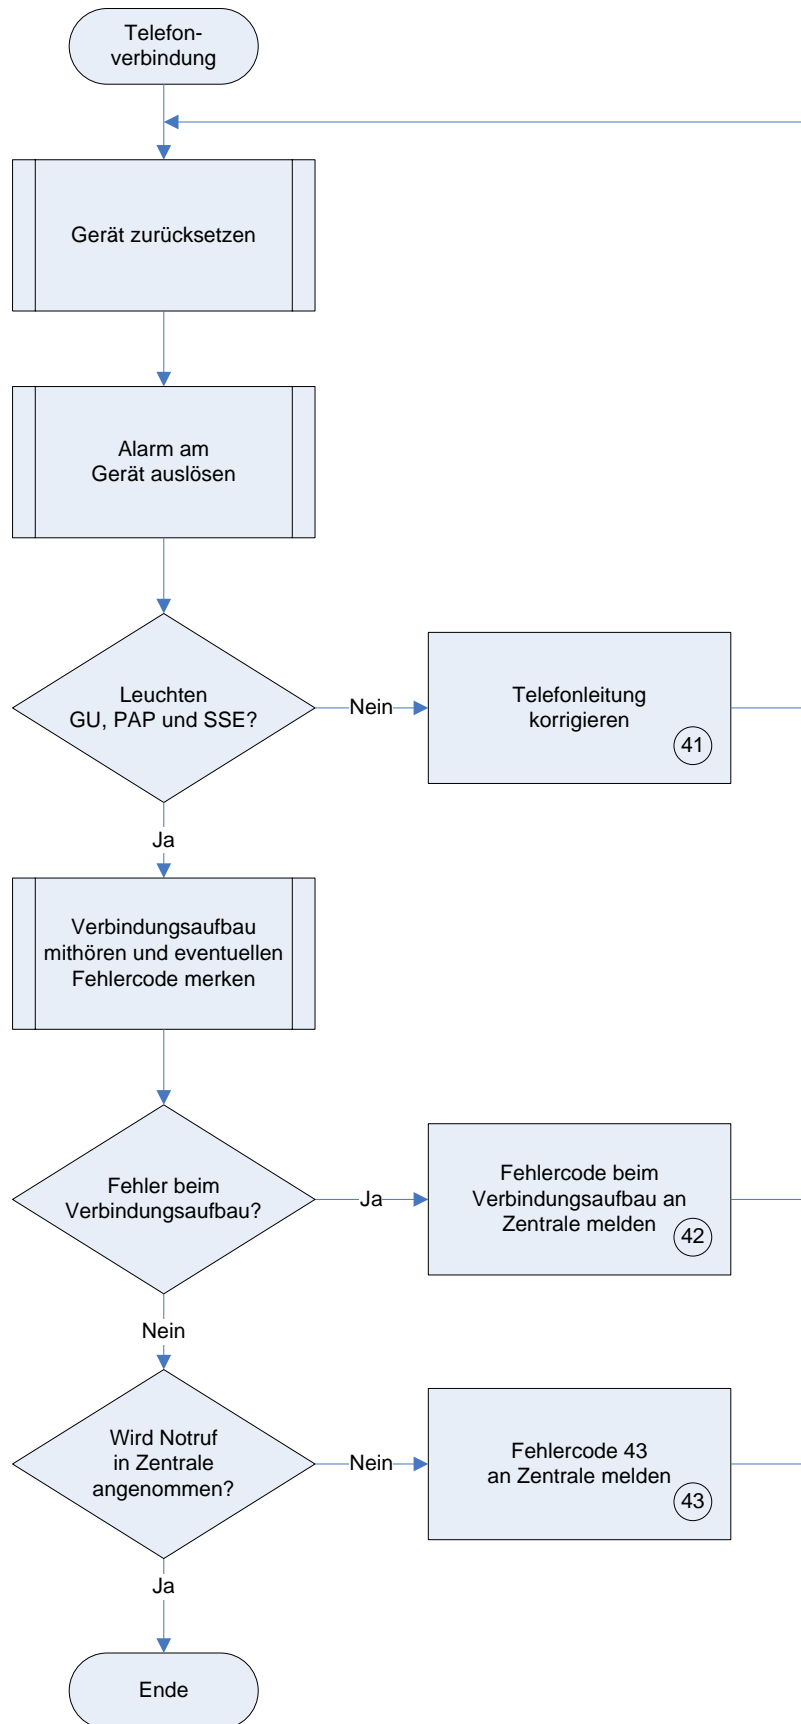 Telefon-
verbindung
Gerät zurücksetzen
Alarm am
Gerät auslösen
Leuchten
GU, PAP und SSE?
Nein
Telefonleitung
korrigieren
41
Ja
Verbindungsaufbau
mithören und eventuellen
Fehlercode merken
Fehler beim
Verbindungsaufbau?
Ja
Fehlercode beim
Verbindungsaufbau an
Zentrale melden
42
Nein
Wird Notruf
in Zentrale
angenommen?
Nein
Fehlercode 43
an Zentrale melden
43
Ja
Ende